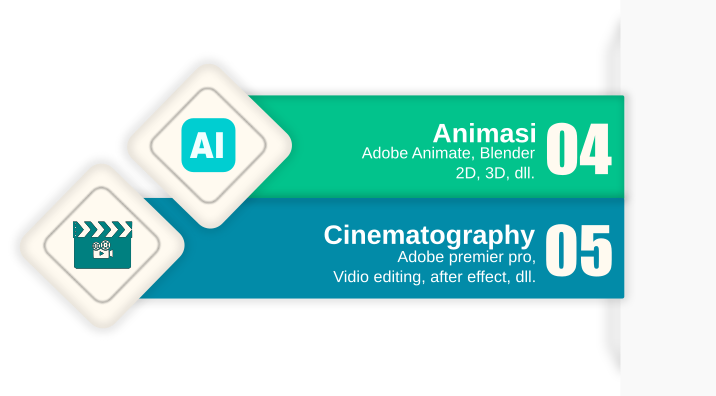 AI
Animasi
Adobe Animate, Blender
2D, 3D, dll.
04
Cinematography
Adobe premier pro,
Vidio editing, after effect, dll.
05